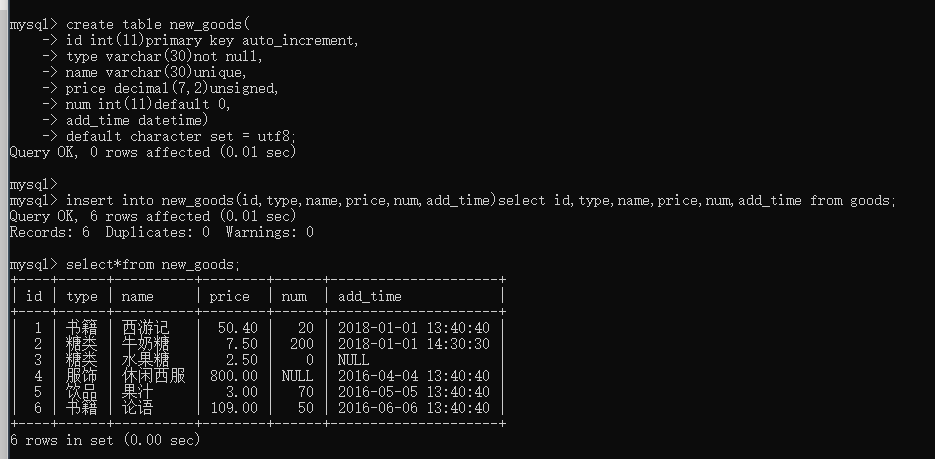 mysql> create table new_goods(
    -> id int(11)primary key auto_increment,
    -> type varchar(30)not null,
    -> name varchar(30)unique,
    -> price decimal(7,2)unsigned,
    -> num int(11)default 0,
    -> add_time datetime)
    -> default character set = utf8;
Query OK, 0 rows affected (0.01 sec)
mysql>
mysql> insert into new_goods(id,type,name,price,num,add_time)select id,type,name,price,num,add_time from goods;
Query OK, 6 rows affected (0.01 sec)
Records: 6  Duplicates: 0  Warnings: 0
mysql> select*from new_goods;
+----+------+----------+--------+------+---------------------+
| id | type | name     | price  | num  | add_time            |
+----+------+----------+--------+------+---------------------+
|  1 | 书籍 | 西游记   |  50.40 |   20 | 2018-01-01 13:40:40 |
|  2 | 糖类 | 牛奶糖   |   7.50 |  200 | 2018-01-01 14:30:30 |
|  3 | 糖类 | 水果糖   |   2.50 |    0 | NULL                |
|  4 | 服饰 | 休闲西服 | 800.00 | NULL | 2016-04-04 13:40:40 |
|  5 | 饮品 | 果汁     |   3.00 |   70 | 2016-05-05 13:40:40 |
|  6 | 书籍 | 论语     | 109.00 |   50 | 2016-06-06 13:40:40 |
+----+------+----------+--------+------+---------------------+
6 rows in set (0.00 sec)